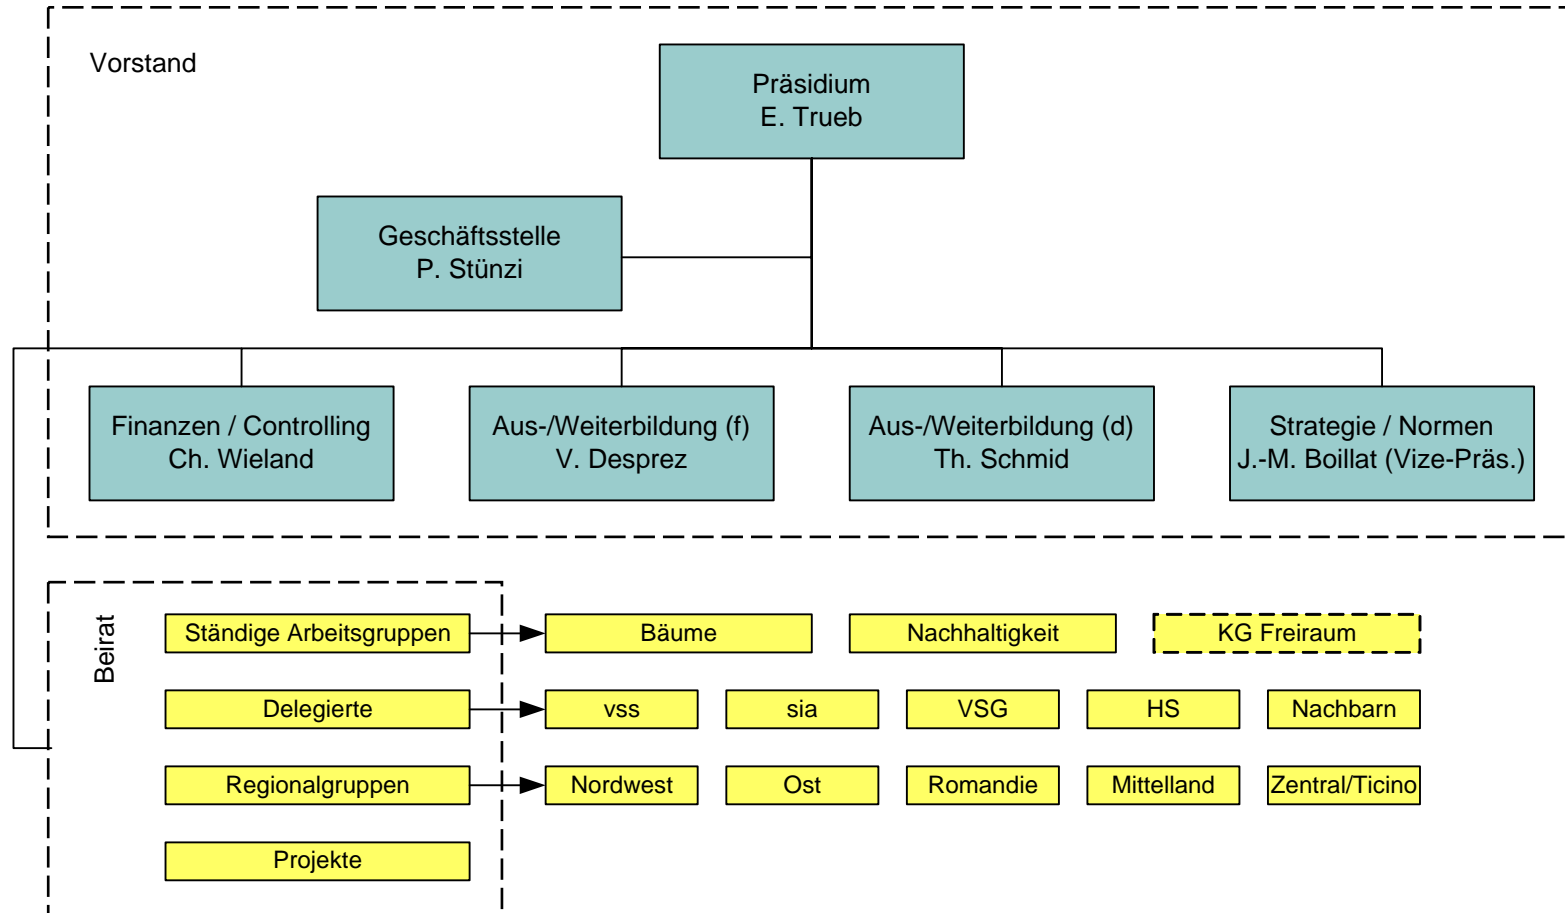 Vorstand
Präsidium
E. Trueb
Geschäftsstelle
P. Stünzi
Finanzen / Controlling
Ch. Wieland
Aus-/Weiterbildung (f)
V. Desprez
Aus-/Weiterbildung (d)
Th. Schmid
Strategie / Normen
J.-M. Boillat (Vize-Präs.)
Beirat
Ständige Arbeitsgruppen
Bäume
Nachhaltigkeit
KG Freiraum
Delegierte
vss
sia
VSG
HS
Nachbarn
Regionalgruppen
Nordwest
Ost
Romandie
Mittelland
Zentral/Ticino
Projekte